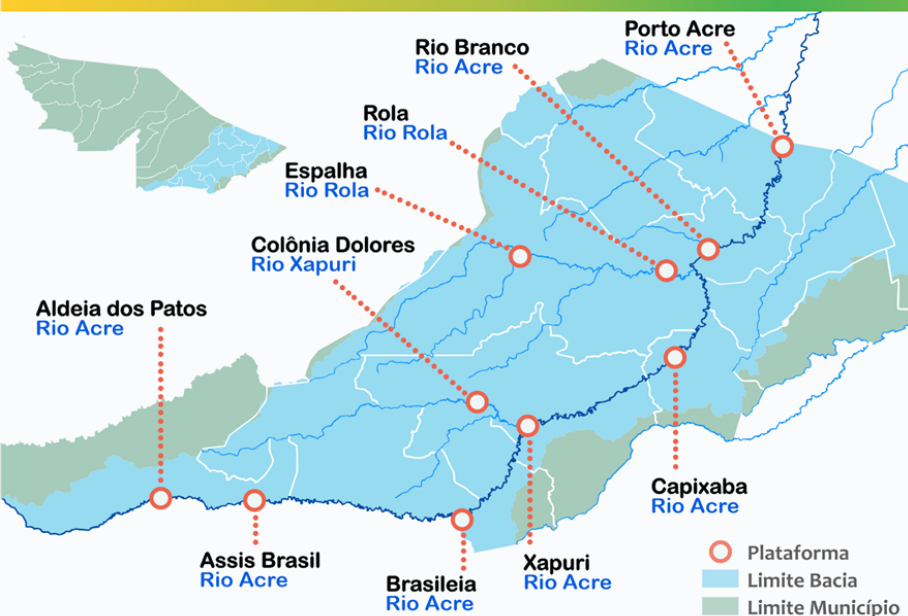 Porto Acre
Rio Acre
Rio Branco
Rio Acre
Rola
Rio Rola
Espalha
Rio Rola
Colônia Dolores
Rio Xapuri
Aldeia dos Patos
Rio Acre
Capixaba
Rio Acre
Assis Brasil
Rio Acre
Brasileia
Rio Acre
Xapuri
Rio Acre
Plataforma
Limite Bacia
Limite Município